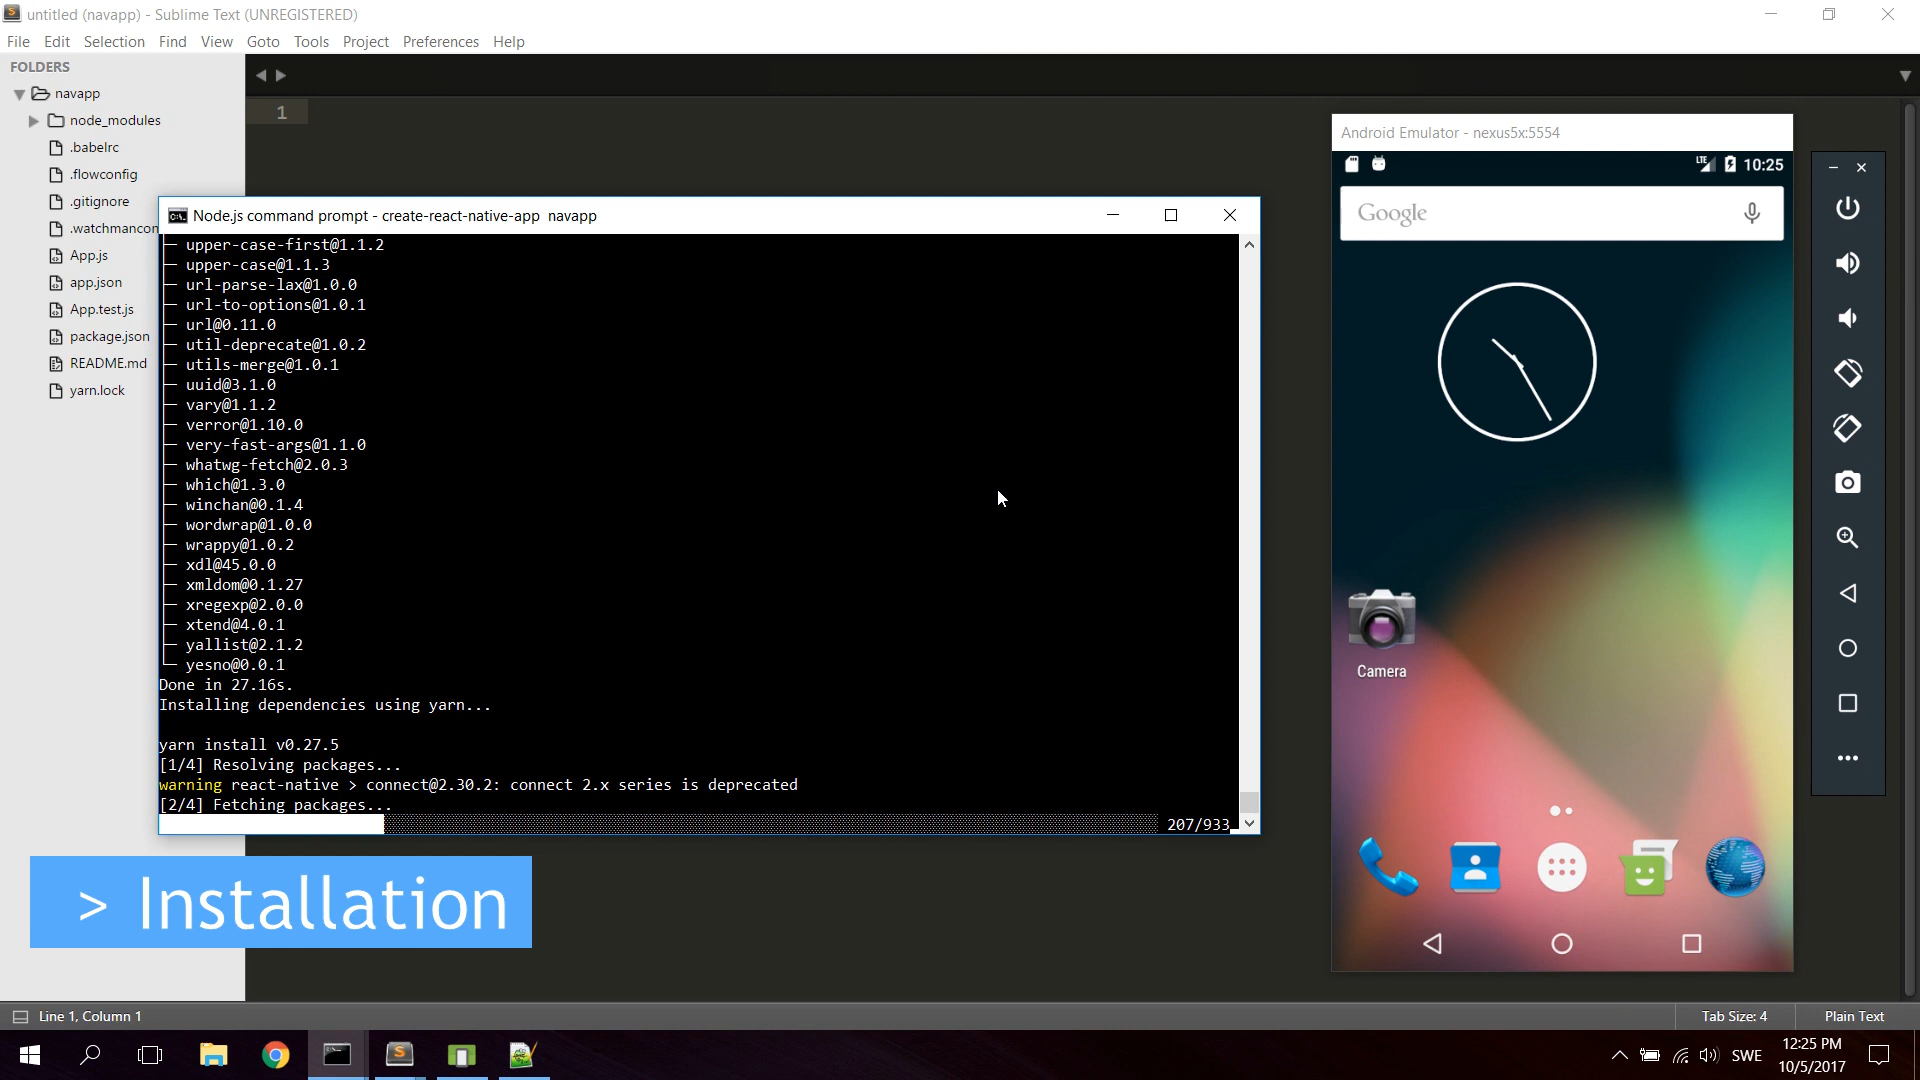 untitled (navapp) - Sublime Text (UNREGISTERED)
File Edit Selection Find View Goto Tools Project Preferences Help
FOLDERS
navapp
node_modules
.babelrc
.flowconfig
.gitignore
.watchmancon
App.js
app.json
App.test.js
package.json
README.md
yarn.lock
1
Node.js command prompt - create-react-native-app navapp
├─ upper-case-first@1.1.2
├─ upper-case@1.1.3
├─ url-parse-lax@1.0.0
├─ url-to-options@1.0.1
├─ url@0.11.0
├─ util-deprecate@1.0.2
├─ utils-merge@1.0.1
├─ uuid@3.1.0
├─ vary@1.1.2
├─ verror@1.10.0
├─ very-fast-args@1.1.0
├─ whatwg-fetch@2.0.3
├─ which@1.3.0
├─ winchan@0.1.4
├─ wordwrap@1.0.0
├─ wrappy@1.0.2
├─ xdl@45.0.0
├─ xmldom@0.1.27
├─ xregexp@2.0.0
├─ xtend@4.0.1
├─ yallist@2.1.2
└─ yesno@0.0.1
Done in 27.16s.
Installing dependencies using yarn...
yarn install v0.27.5
[1/4] Resolving packages...
warning react-native > connect@2.30.2: connect 2.x series is deprecated
[2/4] Fetching packages...
207/933
Android Emulator - nexus5x:5554
LTE 10:25
Google
Camera
> Installation
Line 1, Column 1
Tab Size: 4
Plain Text
SWE
12:25 PM
10/5/2017